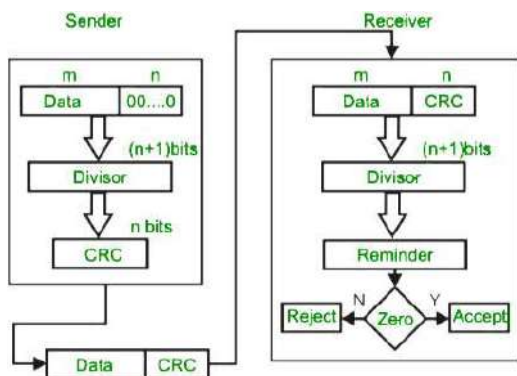 Sender
m n
Data 00....0
(n+1)bits
Divisor
n bits
CRC
Data CRC
Receiver
m n
Data CRC
(n+1)bits
Divisor
Reminder
N Y
Reject Zero Accept